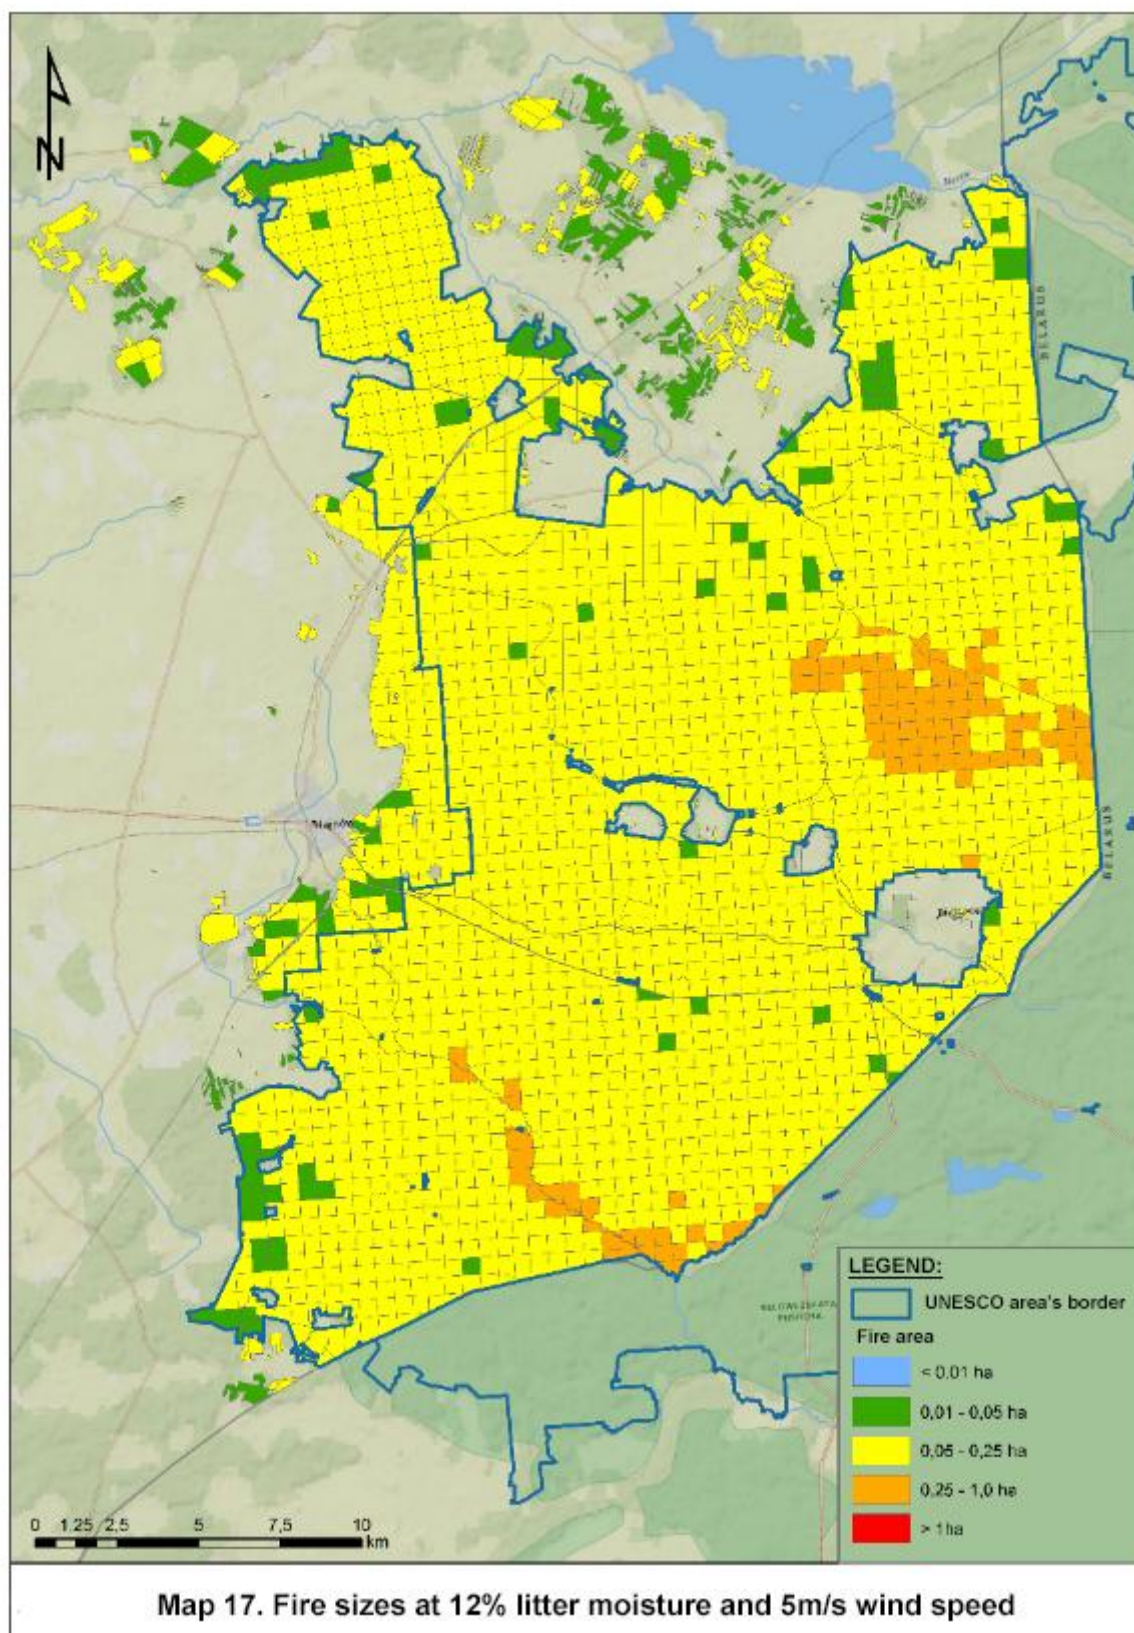 N
Narew
BELARUS
BELARUS
LEGEND:
UNESCO area's border
Fire area
< 0.01 ha
0,01 - 0,05 ha
0,05 - 0,25 ha
0,25 - 1,0 ha
> 1ha
0 1,25 2,5 5 7,5 10
km
Map 17. Fire sizes at 12% litter moisture and 5m/s wind speed